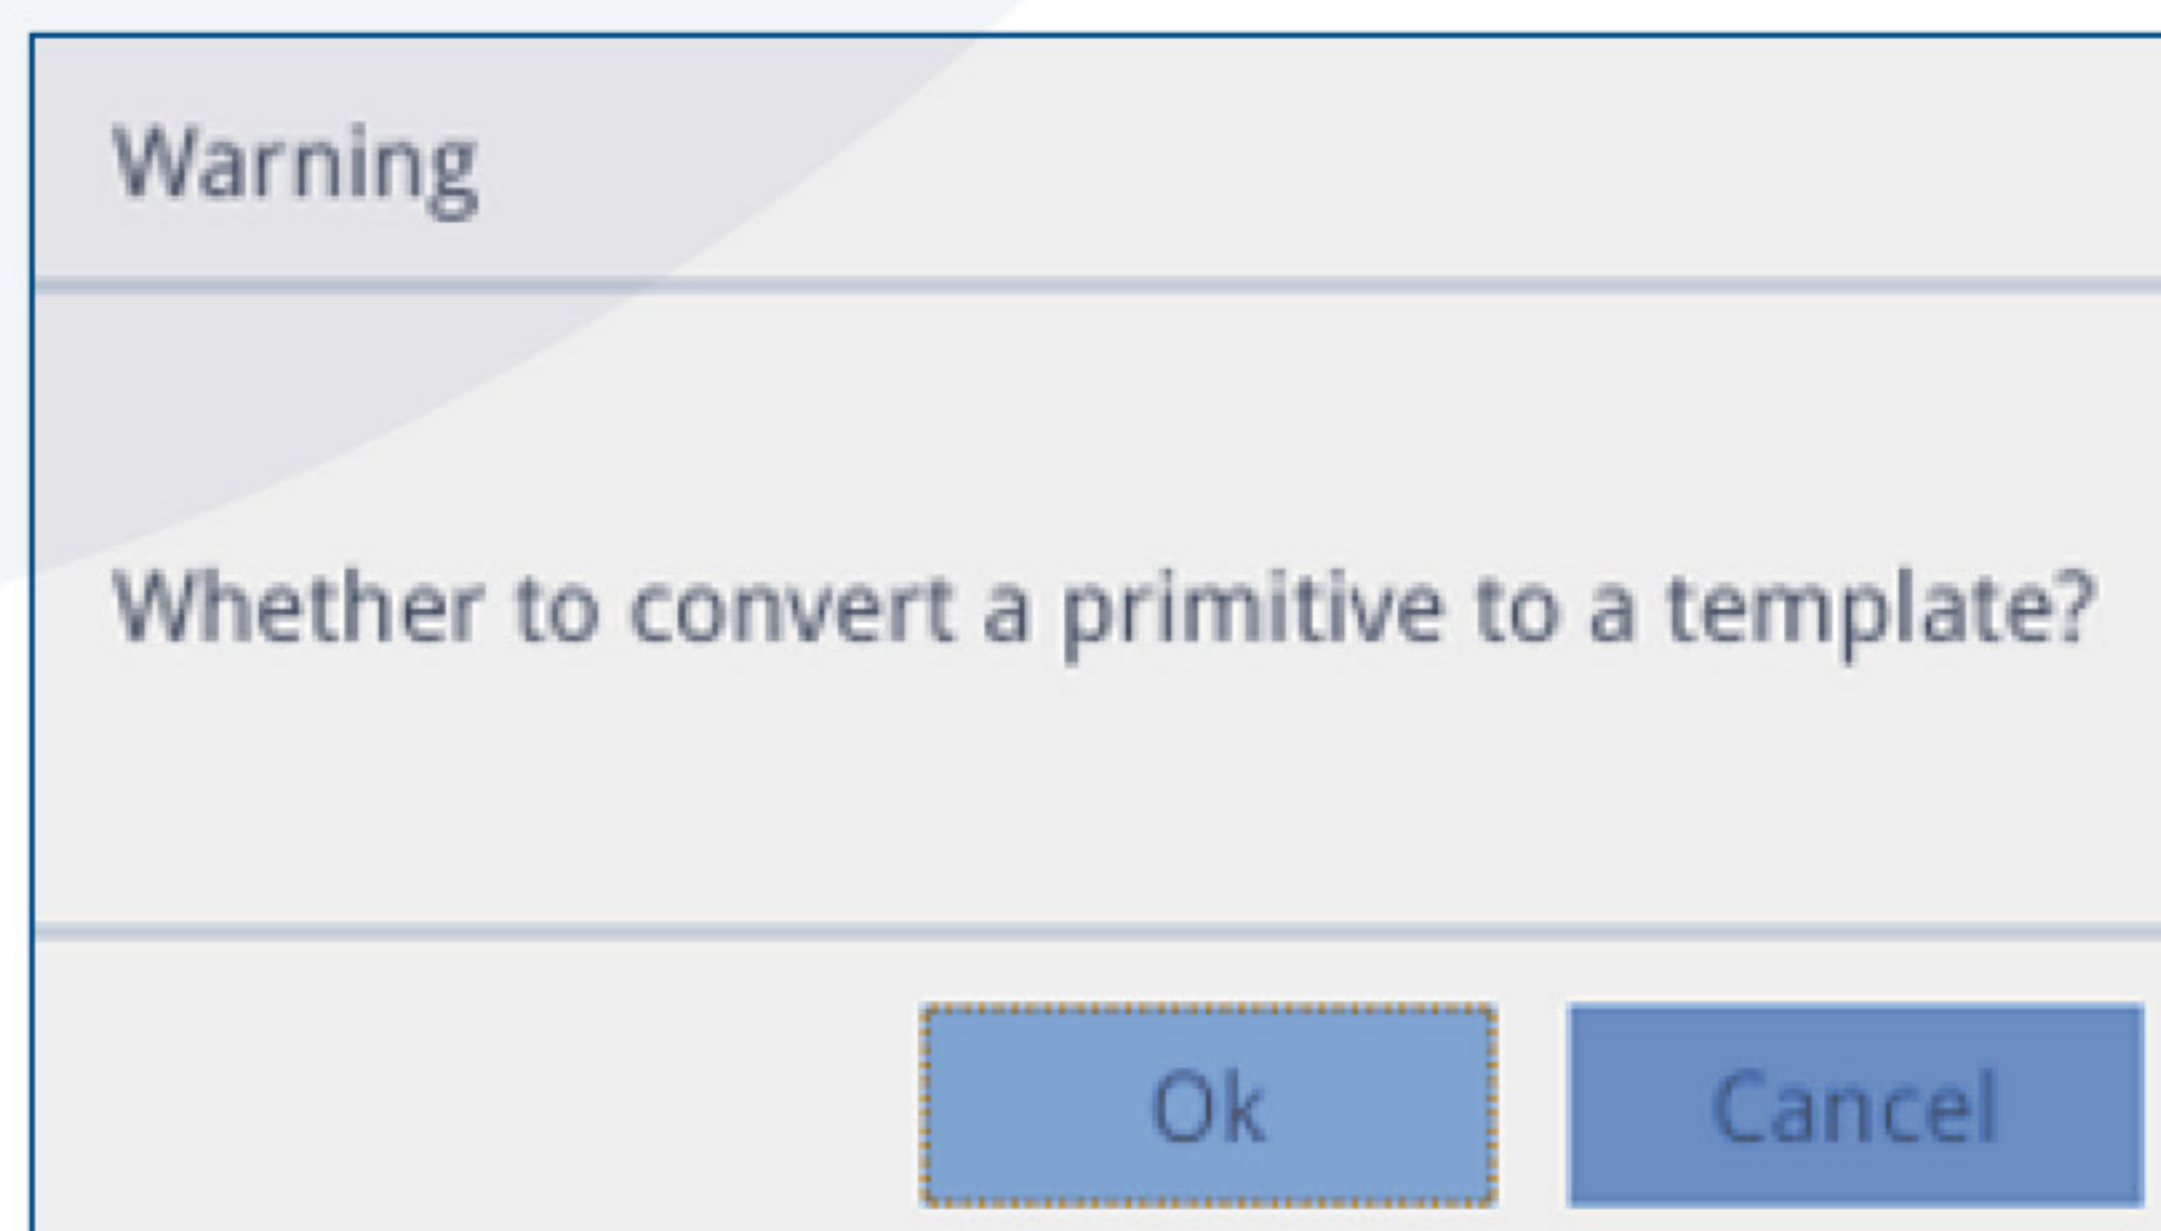 Warning
Whether to convert a primitive to a template?
Ok Cancel